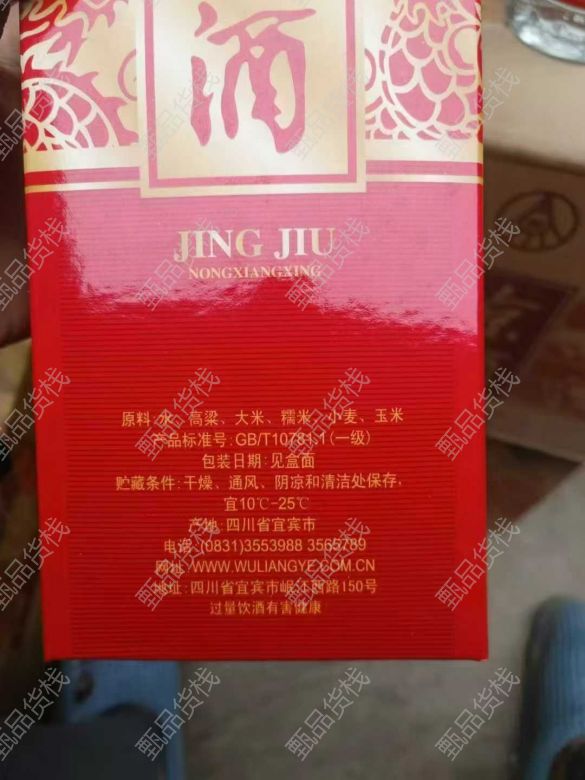 酒
JING JIU
NONGXIANGXING
原料:水、高粱、大米、糯米、小麦、玉米
产品标准号:GB/T10781.1(一级)
包装日期:见盒面
贮藏条件:干燥、通风、阴凉和清洁处保存,
宜10℃-25℃
产地:四川省宜宾市
电话:(0831)3553988 3565789
网址:WWW.WULIANGYE.COM.CN
地址:四川省宜宾市岷江西路150号
过量饮酒有害健康
甄品货栈